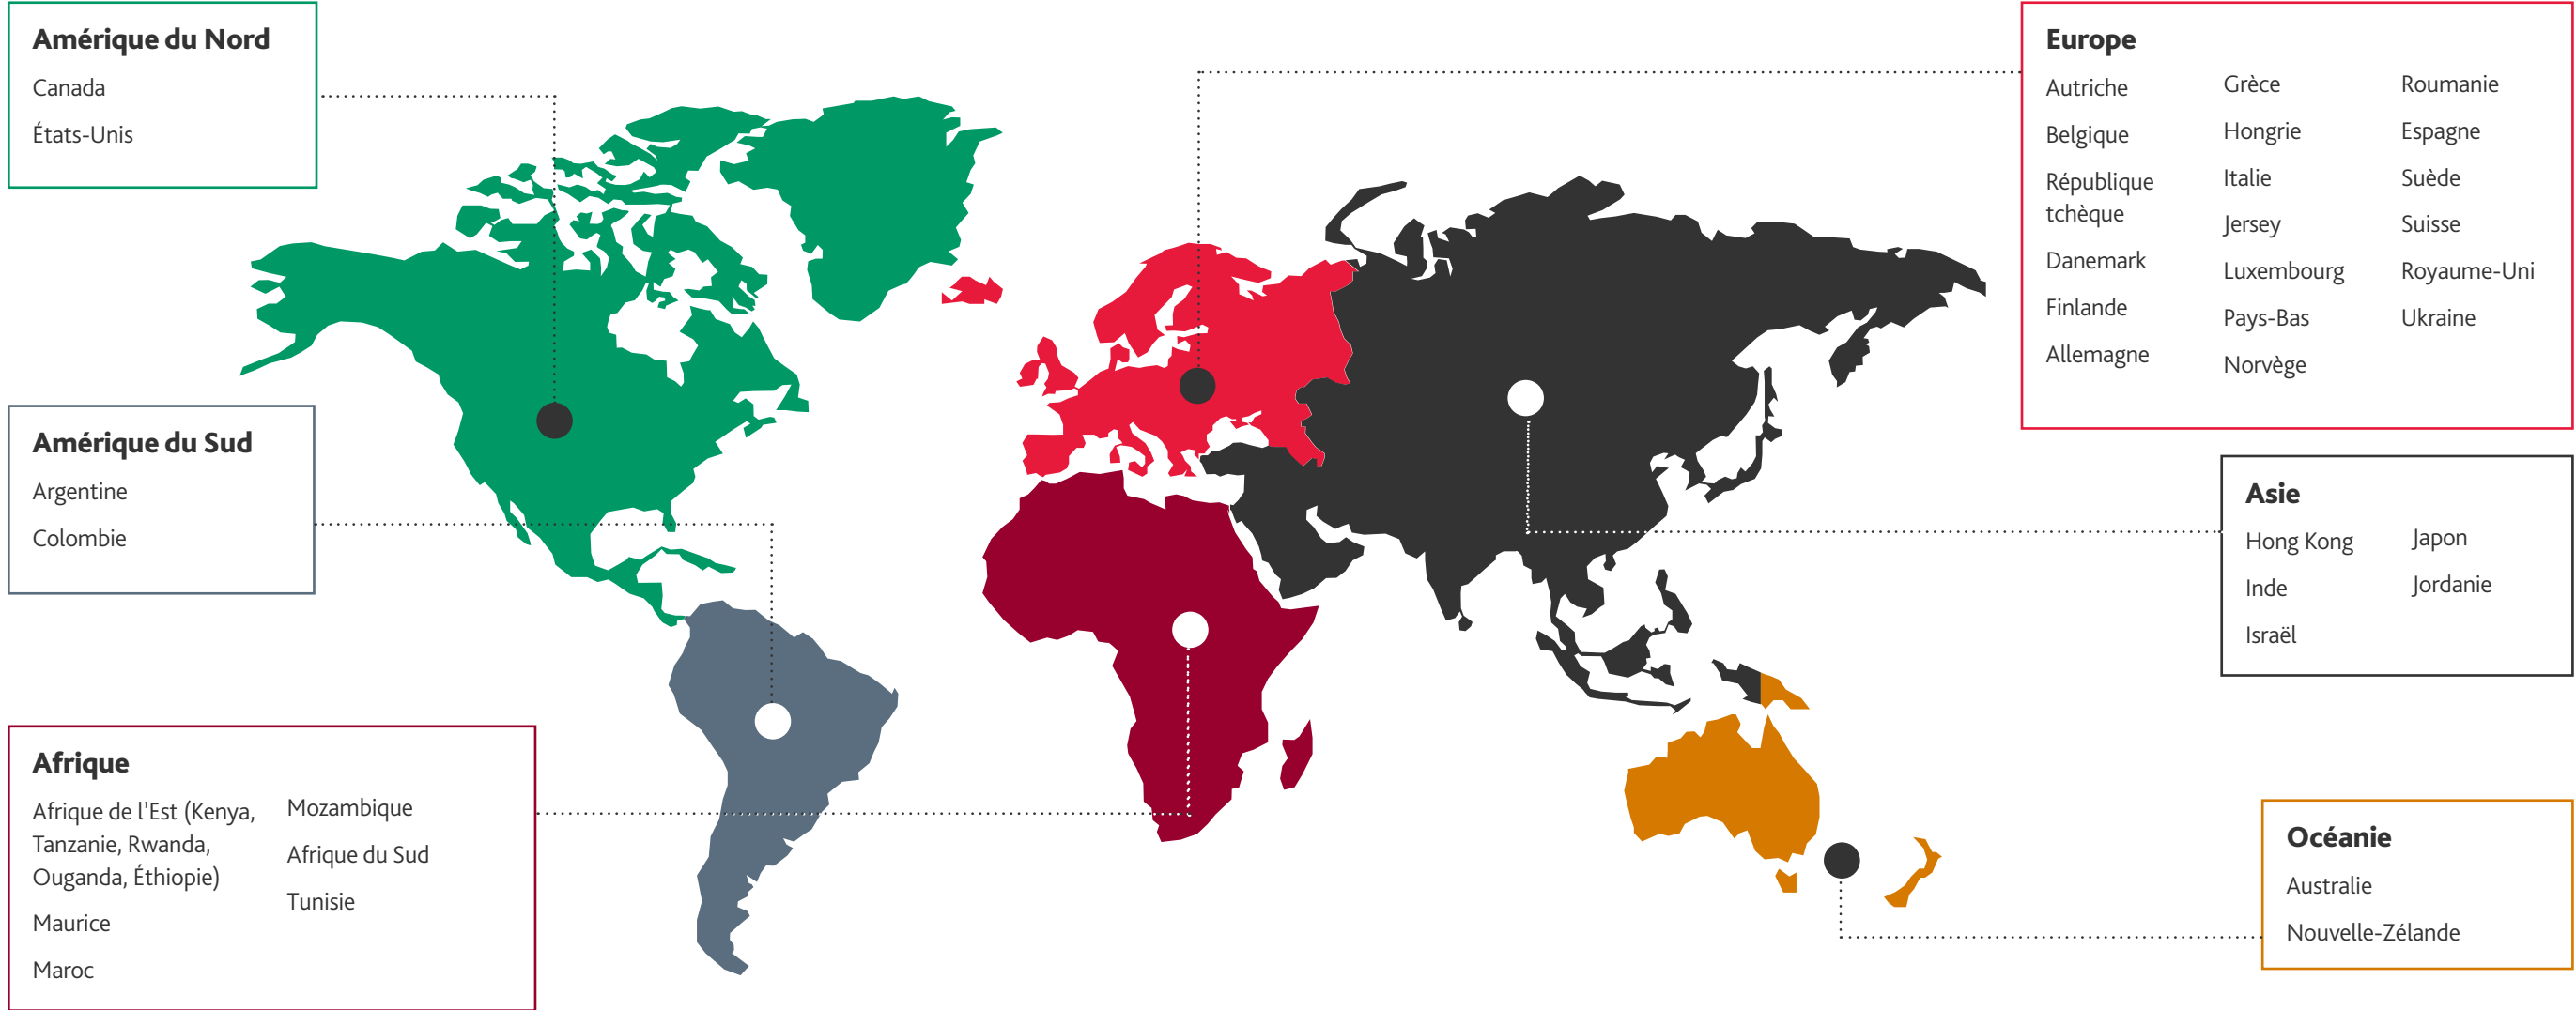 Amérique du Nord
Canada
États-Unis
Amérique du Sud
Argentine
Colombie
Afrique
Afrique de l'Est (Kenya,
Tanzanie, Rwanda,
Ouganda, Éthiopie)
Maurice
Maroc
Mozambique
Afrique du Sud
Tunisie
Europe
Autriche
Belgique
République
tchèque
Danemark
Finlande
Allemagne
Grèce
Hongrie
Italie
Jersey
Luxembourg
Pays-Bas
Norvège
Roumanie
Espagne
Suède
Suisse
Royaume-Uni
Ukraine
Asie
Hong Kong
Inde
Israël
Japon
Jordanie
Océanie
Australie
Nouvelle-Zélande